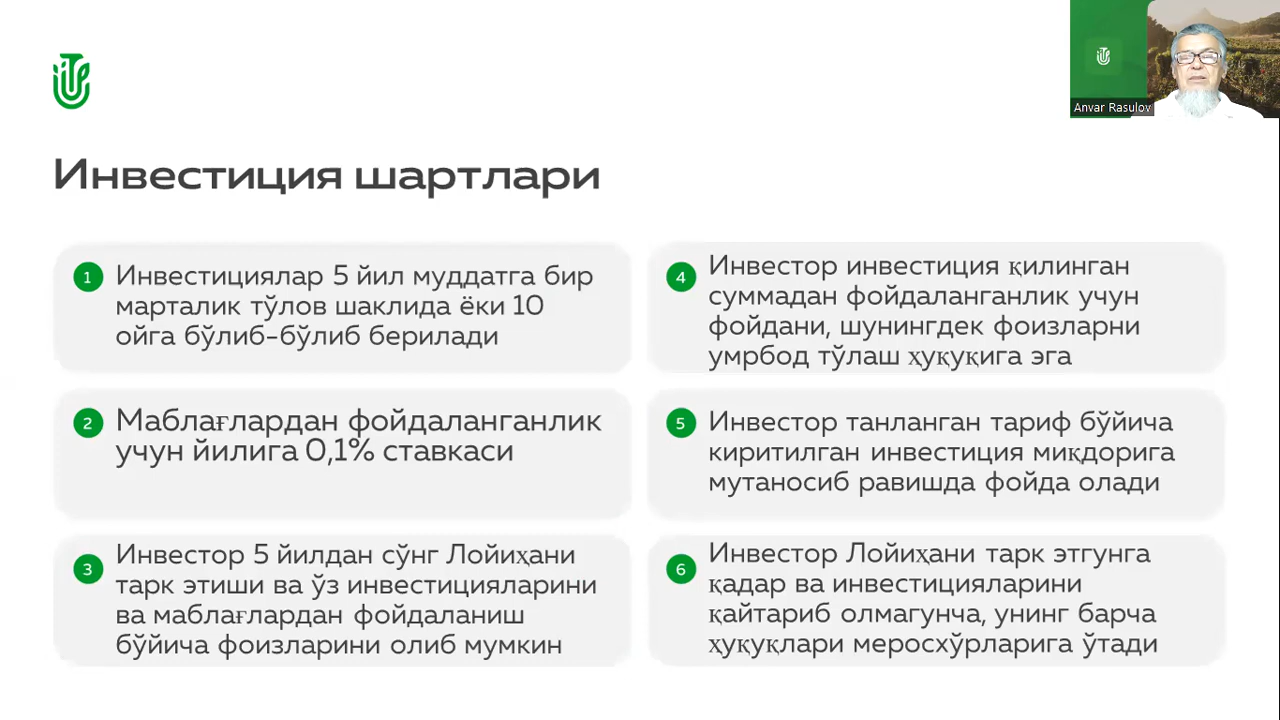 Anvar Rasulov
Инвестиция шартлари
1
Инвестициялар 5 йил муддатга бир
марталик тўлов шаклида ёки 10
ойга бўлиб-бўлиб берилади
2
Маблағлардан фойдаланганлик
учун йилига 0,1% ставкаси
3
Инвестор 5 йилдан сўнг Лойиҳани
тарк этиши ва ўз инвестицияларини
ва маблағлардан фойдаланиш
бўйича фоизларини олиб мумкин
4
Инвестор инвестиция қилинган
суммадан фойдаланганлик учун
фойдани, шунингдек фоизларни
умрбод тўлаш ҳуқуқига эга
5
Инвестор танланган тариф бўйича
киритилган инвестиция миқдорига
мутаносиб равишда фойда олади
6
Инвестор Лойиҳани тарк этгунга
қадар ва инвестицияларини
қайтариб олмагунча, унинг барча
ҳуқуқлари меросхўрларига ўтади